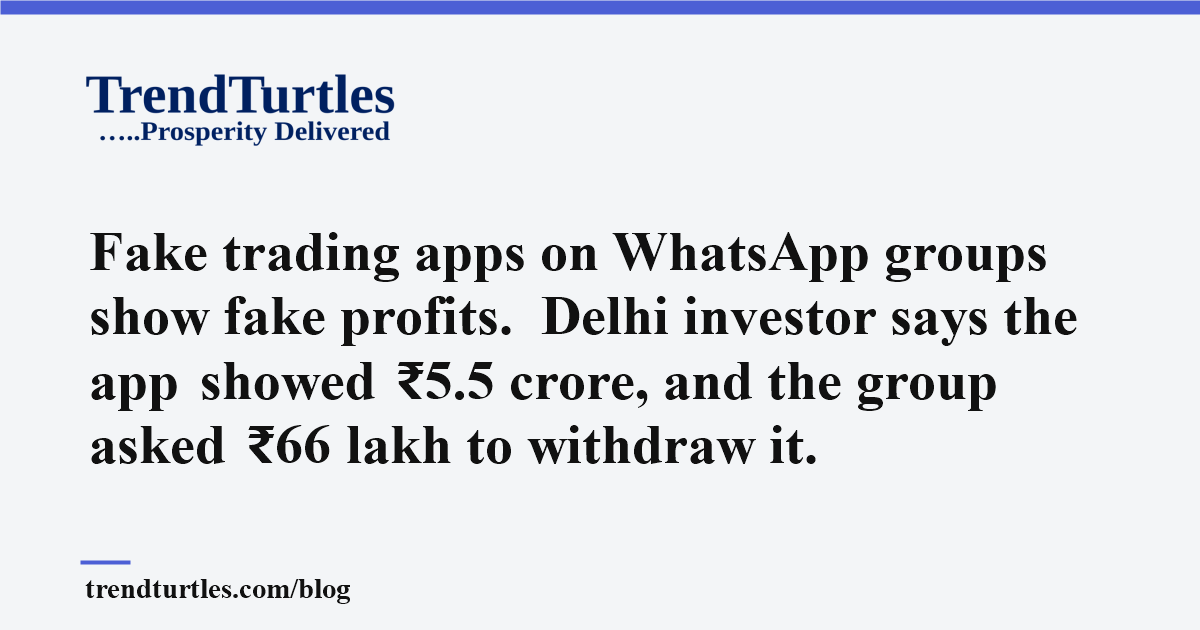 TrendTurtles
.....Prosperity Delivered
Fake trading apps on WhatsApp groups
show fake profits.  Delhi investor says the
app showed ₹5.5 crore, and the group
asked ₹66 lakh to withdraw it.
trendturtles.com/blog